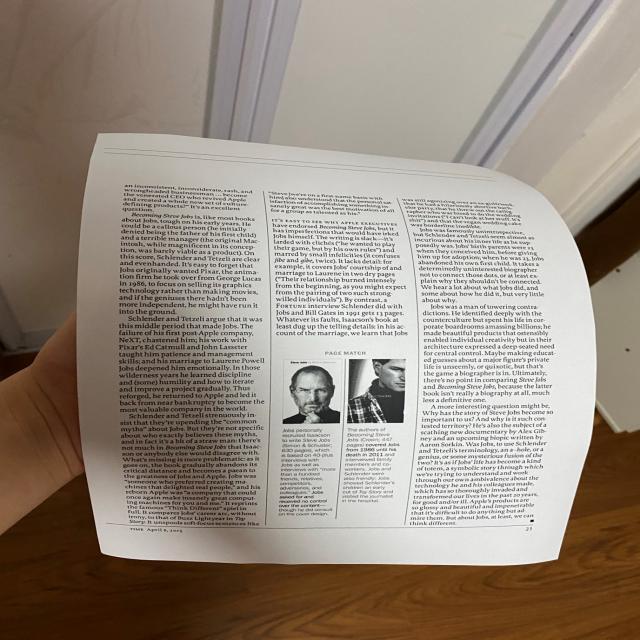 an inconsistent, inconsiderate, rash, and
wrongheaded businessman ... become
the venerated CEO who revived Apple
and created a whole new set of culture-
defining products?" It's an excellent
question.
Becoming Steve Jobs is, like most books
about Jobs, tough on his early years. He
could be a callous person (he initially
denied being the father of his first child)
and a terrible manager (the original Mac-
intosh, while magnificent in its concep-
tion, was barely viable as a product). On
this score, Schlender and Tetzeli are clear
and evenhanded. It's easy to forget that
Jobs originally wanted Pixar, the anima-
tion firm he took over from George Lucas
in 1986, to focus on selling its graphics
technology rather than making movies,
and if the geniuses there hadn't been
more independent, he might have run it
into the ground.
Schlender and Tetzeli argue that it was
this middle period that made Jobs. The
failure of his first post-Apple company,
NeXT, chastened him; his work with
Pixar's Ed Catmull and John Lasseter
taught him patience and management
skills; and his marriage to Laurene Powell
Jobs deepened him emotionally. In those
wilderness years he learned discipline
and (some) humility and how to iterate
and improve a project gradually. Thus
reforged, he returned to Apple and led it
back from near bankruptcy to become the
most valuable company in the world.
Schlender and Tetzeli strenuously in-
sist that they're upending the "common
myths" about Jobs. But they're not specific
about who exactly believes these myths,
and in fact it's a bit of a straw man: there's
not much in Becoming Steve Jobs that Isaac-
son or anybody else would disagree with.
What's missing is more problematic: as it
goes on, the book gradually abandons its
critical distance and becomes a paean to
the greatness of Jobs and Apple. Jobs was
"someone who preferred creating ma-
chines that delighted real people," and his
reborn Apple was "a company that could
once again make insanely great comput-
ing machines for you and me." It reprints
the famous "Think Different" spiel in
full. It compares Jobs' career arc, without
irony, to that of Buzz Lightyear in Toy
Story. It unspools soft-focus sentences like
"Steve
for a group as talented as his."
IT'S EASY TO SEE WHY APPLE EXECUTIVES
have endorsed Becoming Steve Jobs, but it
has imperfections that would have irked
Jobs himself. The writing is slack—it's
larded with clichés ("he wanted to play
their game, but by his own rules") and
marred by small infelicities (it confuses
jibe and gibe, twice). It lacks detail: for
example, it covers Jobs' courtship of and
marriage to Laurene in two dry pages
("Their relationship burned intensely
from the beginning, as you might expect
from the pairing of two such strong-
willed individuals"). By contrast, a
FORTUNE interview Schlender did with
Jobs and Bill Gates in 1991 gets 13 pages.
Whatever its faults, Isaacson's book at
least dug up the telling details: in his ac-
count of the marriage, we learn that Jobs
PAGE MATCH
Jobs personally
recruited Isaacson
to write Steve Jobs
(Simon & Schuster;
630 pages), which
is based on 40-plus
interviews with
Jobs as well as
interviews with "more
than a hundred
friends, relatives,
competitors,
adversaries, and
colleagues." Jobs
asked for and
received no control
over the content—
though he did consult
on the cover design.
The authors of
Becoming Steve
Jobs (Crown; 447
pages) covered Jobs
from 1986 until his
death in 2011 and
interviewed family
members and co-
workers. Jobs and
Schlender were
also friendly: Jobs
showed Schlender's
children an early
cut of Toy Story and
visited the journalist
in the hospital.
was still agonizing over an ex-girlfriend,
was borderline inedible.
Jobs was famously unintrospective,
but Schlender and Tetzeli seem almost as
incurious about his inner life as he sup-
posedly was. Jobs' birth parents were 23
when they conceived him, before giving
him up for adoption; when he was 23, Jobs
abandoned his own first child. It takes a
determinedly uninterested biographer
not to connect those dots, or at least ex-
plain why they shouldn't be connected.
We hear a lot about what Jobs did, and
some about how he did it, but very little
about why.
Jobs was a man of towering contra-
dictions. He identified deeply with the
counterculture but spent his life in cor-
porate boardrooms amassing billions; he
made beautiful products that ostensibly
enabled individual creativity but in their
architecture expressed a deep-seated need
for central control. Maybe making educat-
ed guesses about a major figure's private
life is unseemly, or quixotic, but that's
the game a biographer is in. Ultimately,
there's no point in comparing Steve Jobs
and Becoming Steve Jobs, because the latter
book isn't really a biography at all, much
less a definitive one.
A more interesting question might be,
Why has the story of Steve Jobs become so
important to us? And why is it such con-
tested territory? He's also the subject of a
scathing new documentary by Alex Gib-
ney and an upcoming biopic written by
Aaron Sorkin. Was Jobs, to use Schlender
and Tetzeli's terminology, an a-hole, or a
genius, or some mysterious fusion of the
two? It's as if Jobs' life has become a kind
of totem, a symbolic story through which
we're trying to understand and work
through our own ambivalence about the
technology he and his colleagues made,
which has so thoroughly invaded and
transformed our lives in the past 20 years,
for good and/or ill. Apple's products are
so glossy and beautiful and impenetrable
that it's difficult to do anything but ad-
mire them. But about Jobs, at least, we can
think different.
TIME April 6, 2015
21